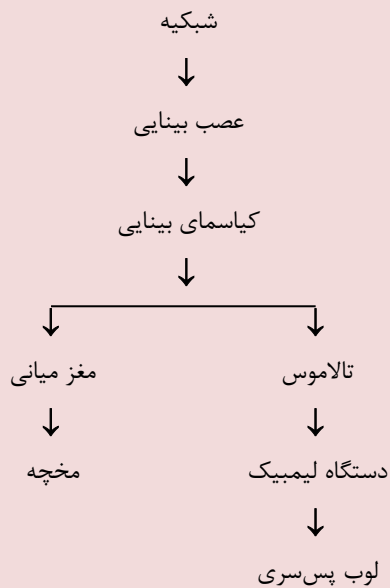 شبکیه
عصب بینایی
کیاسمای بینایی
تالاموس
مغز میانی
دستگاه لیمبیک
مخچه
لوب پس‌سری